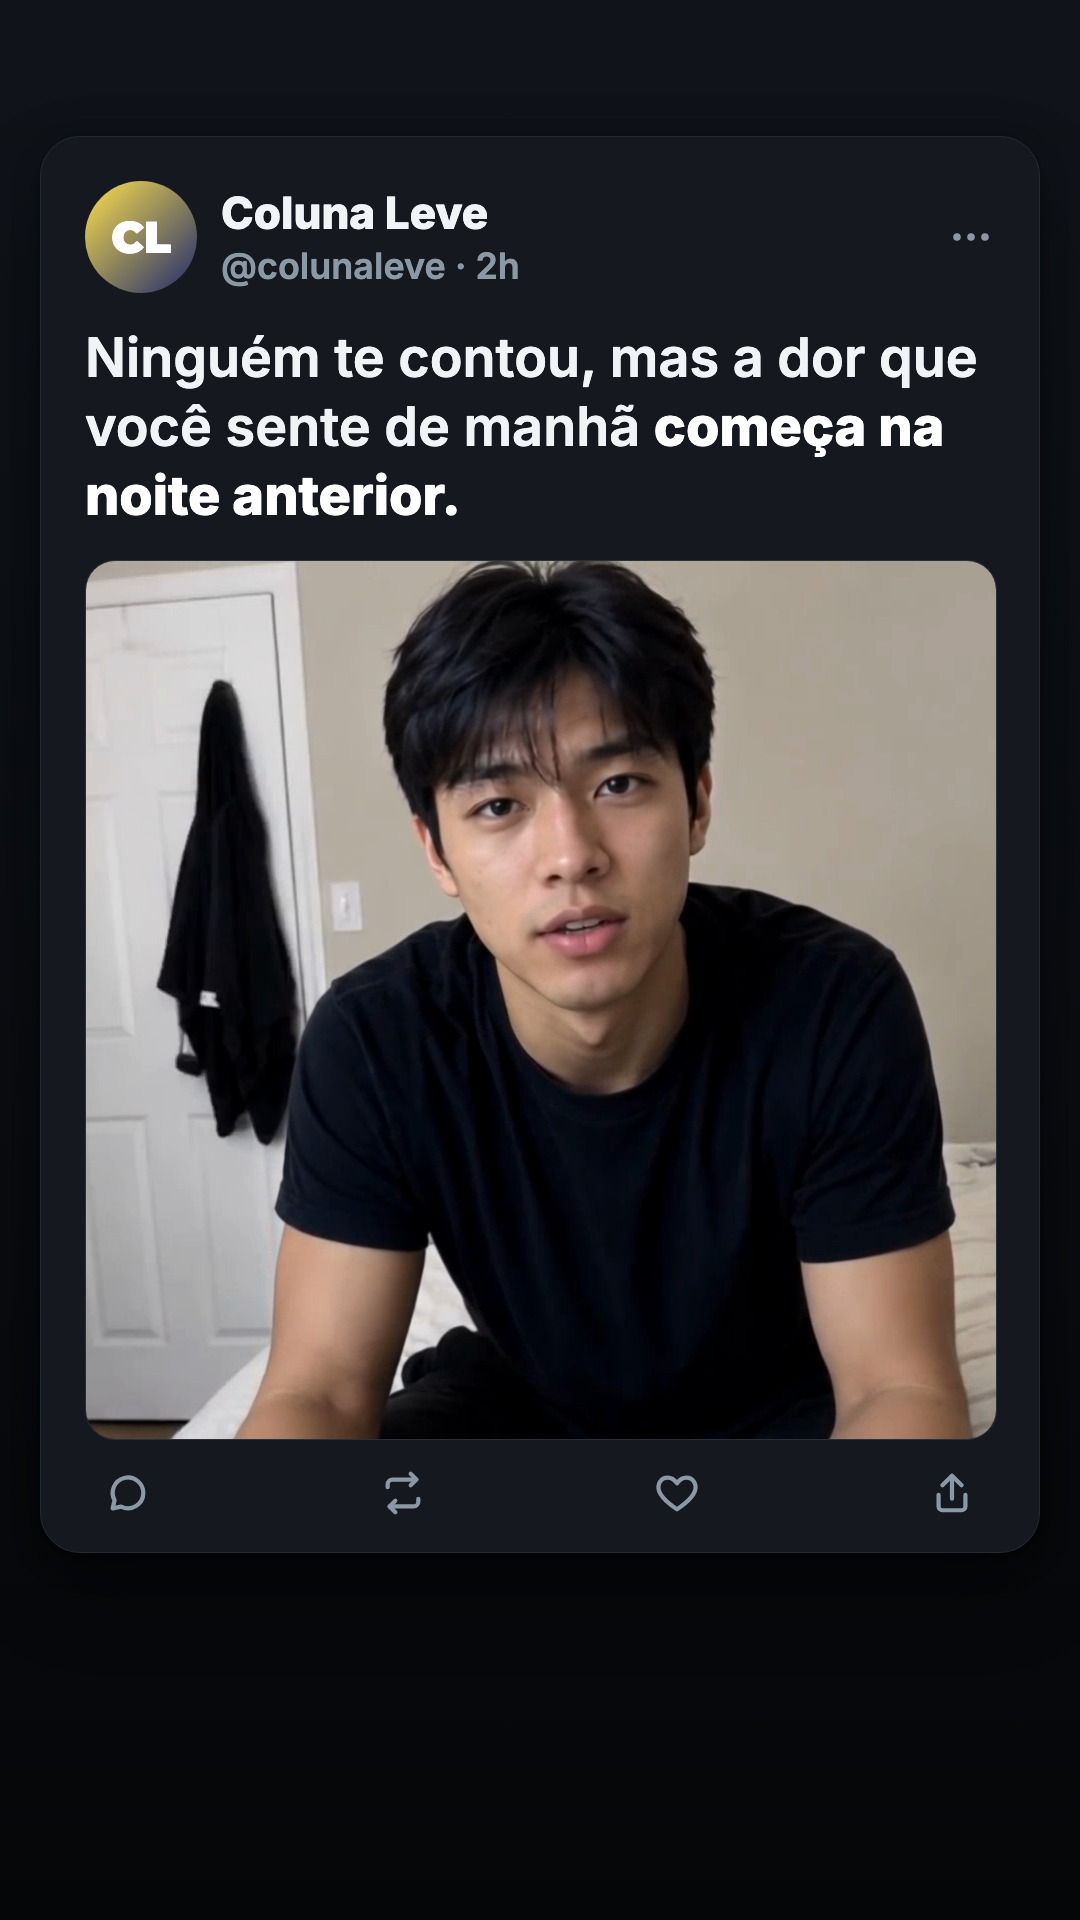 CL
Coluna Leve
@colunaleve · 2h
Ninguém te contou, mas a dor que
você sente de manhã começa na
noite anterior.